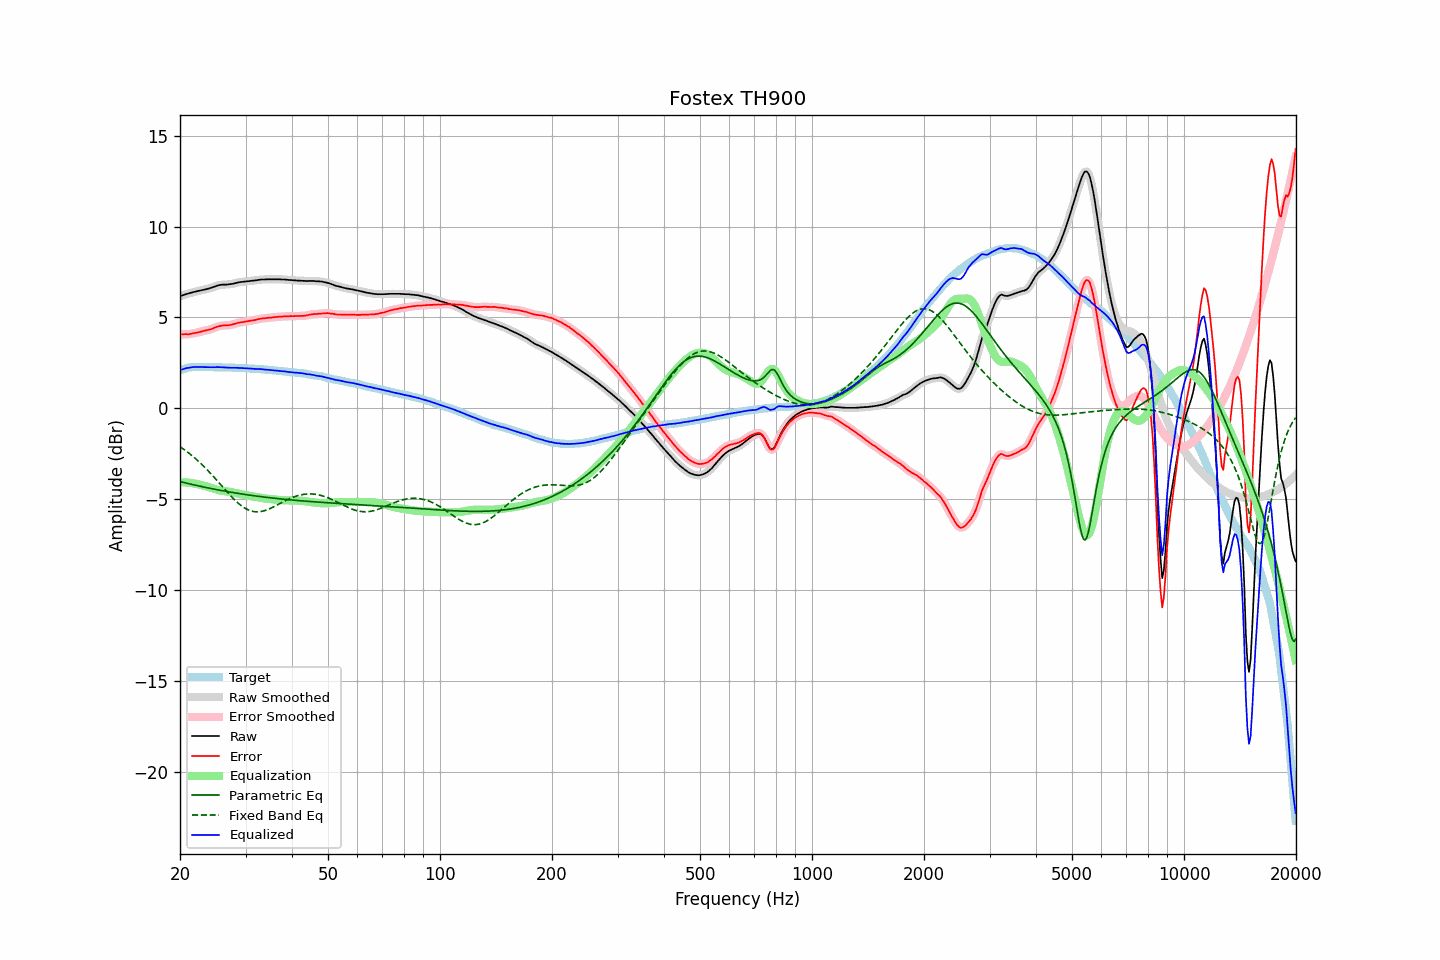 Fostex TH900
Amplitude (dBr)
15
10
5
0
−5
−10
−15
−20
Target
Raw Smoothed
Error Smoothed
Raw
Error
Equalization
Parametric Eq
Fixed Band Eq
Equalized
20
50
100
200
500
1000
2000
5000
10000
20000
Frequency (Hz)